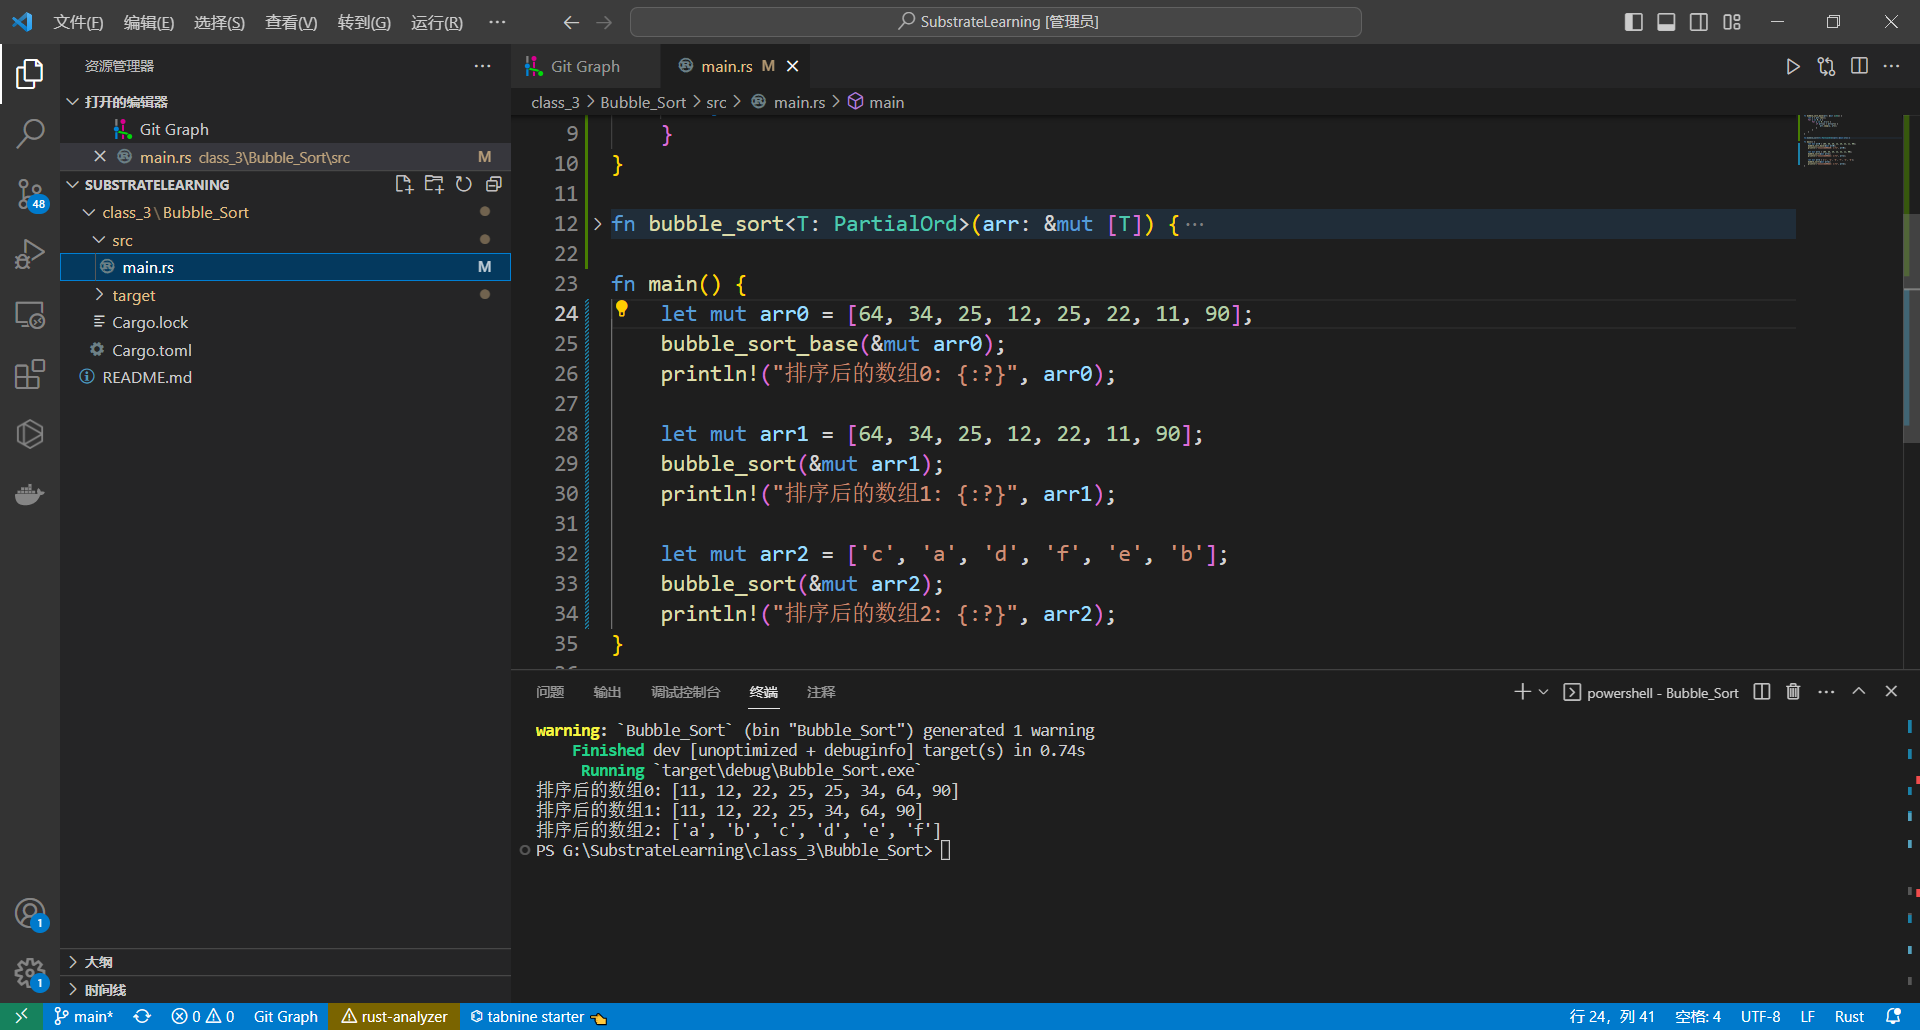 文件(F) 编辑(E) 选择(S) 查看(V) 转到(G) 运行(R) ··· SubstrateLearning [管理员]
资源管理器
打开的编辑器
Git Graph
main.rs class_3\Bubble_Sort\src M
SUBSTRATELEARNING
class_3\Bubble_Sort
src
main.rs M
target
Cargo.lock
Cargo.toml
README.md
大纲
时间线
48
1
1
Git Graph main.rs M
class_3 > Bubble_Sort > src > main.rs > main
9 }
10 }
11
12 fn bubble_sort<T: PartialOrd>(arr: &mut [T]) {···
22
23 fn main() {
24 let mut arr0 = [64, 34, 25, 12, 25, 22, 11, 90];
25 bubble_sort_base(&mut arr0);
26 println!("排序后的数组0: {:?}", arr0);
27
28 let mut arr1 = [64, 34, 25, 12, 22, 11, 90];
29 bubble_sort(&mut arr1);
30 println!("排序后的数组1: {:?}", arr1);
31
32 let mut arr2 = ['c', 'a', 'd', 'f', 'e', 'b'];
33 bubble_sort(&mut arr2);
34 println!("排序后的数组2: {:?}", arr2);
35 }
问题 输出 调试控制台 终端 注释 powershell - Bubble_Sort
warning: `Bubble_Sort` (bin "Bubble_Sort") generated 1 warning
Finished dev [unoptimized + debuginfo] target(s) in 0.74s
Running `target\debug\Bubble_Sort.exe`
排序后的数组0: [11, 12, 22, 25, 25, 34, 64, 90]
排序后的数组1: [11, 12, 22, 25, 34, 64, 90]
排序后的数组2: ['a', 'b', 'c', 'd', 'e', 'f']
PS G:\SubstrateLearning\class_3\Bubble_Sort>
main* 0 0 Git Graph rust-analyzer tabnine starter 行 24，列 41 空格: 4 UTF-8 LF Rust